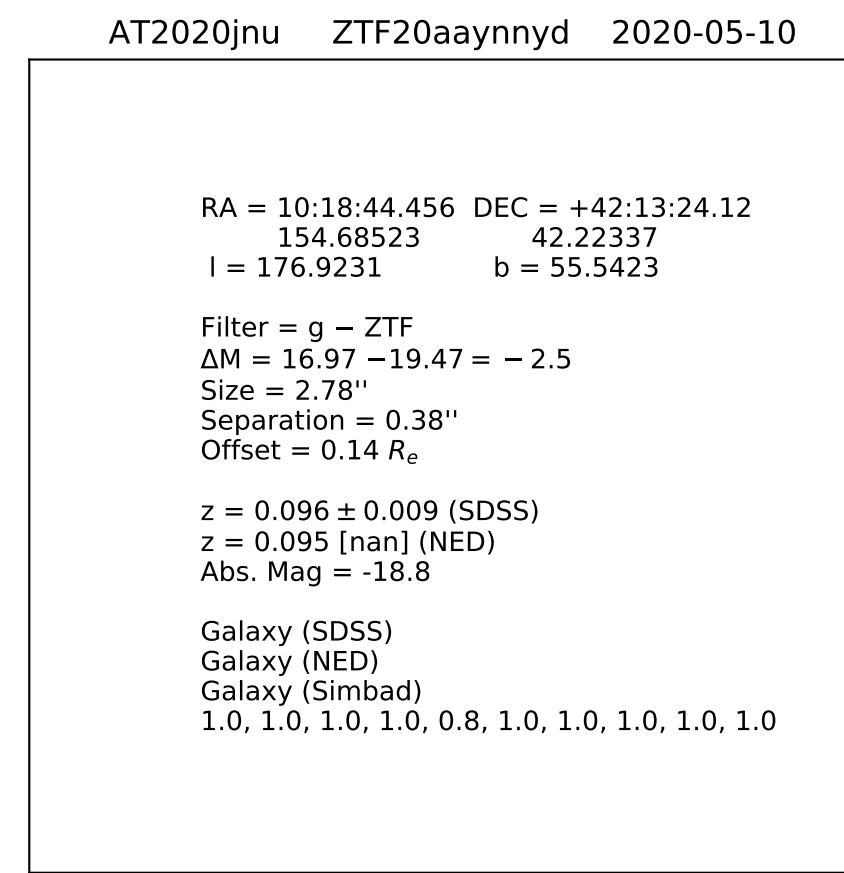 AT2020jnu ZTF20aaynnyd 2020-05-10
RA = 10:18:44.456 DEC = +42:13:24.12
154.68523 42.22337
l = 176.9231 b = 55.5423
Filter = g − ZTF
ΔM = 16.97 −19.47 = − 2.5
Size = 2.78''
Separation = 0.38''
Offset = 0.14 Re
z = 0.096 ± 0.009 (SDSS)
z = 0.095 [nan] (NED)
Abs. Mag = -18.8
Galaxy (SDSS)
Galaxy (NED)
Galaxy (Simbad)
1.0, 1.0, 1.0, 1.0, 0.8, 1.0, 1.0, 1.0, 1.0, 1.0